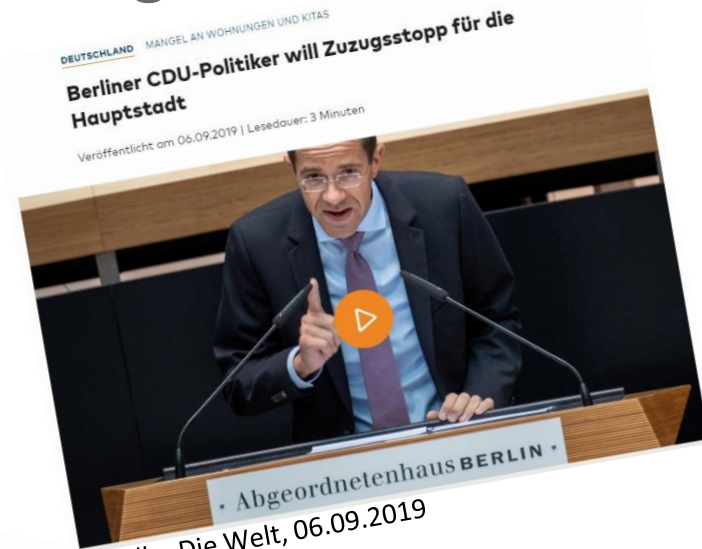 DEUTSCHLAND MANGEL AN WOHNUNGEN UND KITAS
Berliner CDU-Politiker will Zuzugsstopp für die
Hauptstadt
Veröffentlicht am 06.09.2019 | Lesedauer: 3 Minuten
· Abgeordnetenhaus BERLIN ·
Die Welt, 06.09.2019